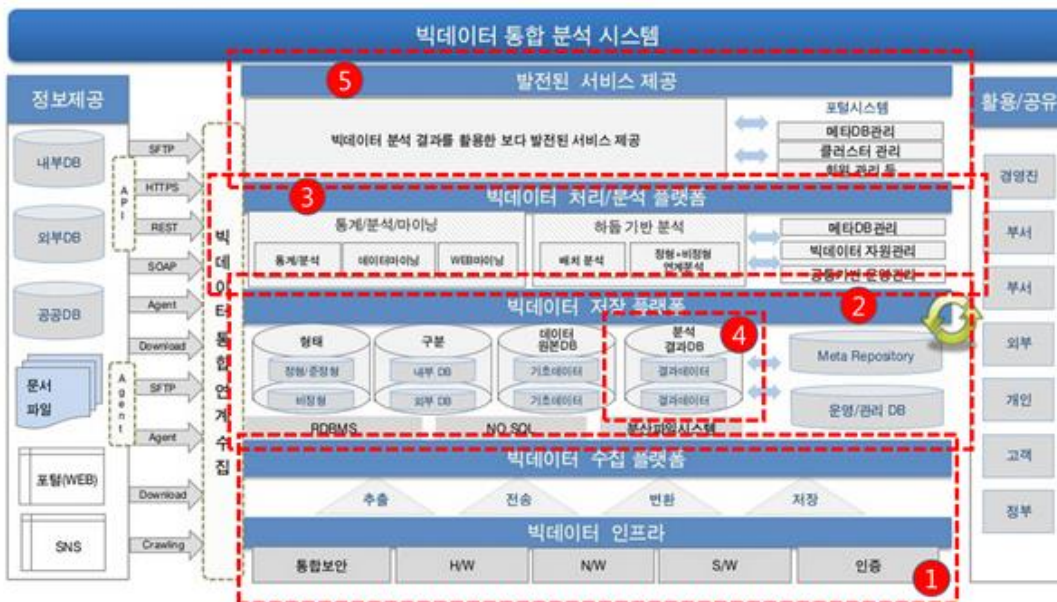 빅데이터 통합 분석 시스템
정보제공
내부DB
외부DB
공공DB
문서
파일
포털(WEB)
SNS
API
Agent
SFTP
HTTPS
REST
SOAP
Agent
Download
SFTP
Agent
Download
Crawling
빅데이터 통합 연계 수집
5
발전된 서비스 제공
빅데이터 분석 결과를 활용한 보다 발전된 서비스 제공
포털시스템
메타DB관리
클러스터 관리
회원 관리 등
3
빅데이터 처리/분석 플랫폼
통계/분석/마이닝
통계/분석
데이터마이닝
WEB마이닝
하둡 기반 분석
배치 분석
정형+비정형
연계분석
메타DB관리
빅데이터 자원관리
공통기반 운영관리
2
빅데이터 저장 플랫폼
형태
정형/준정형
비정형
구분
내부 DB
외부 DB
데이터
원본DB
기초데이터
기초데이터
4
분석
결과DB
결과데이터
결과데이터
Meta Repository
운영/관리 DB
RDBMS
NO SQL
분산파일시스템
빅데이터 수집 플랫폼
추출
전송
변환
저장
빅데이터 인프라
통합보안
H/W
N/W
S/W
인증
1
활용/공유
경영진
부서
부서
외부
개인
고객
정부